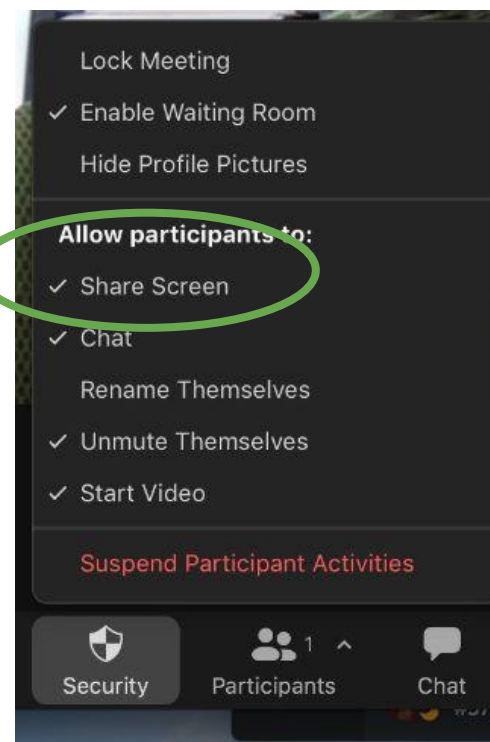 Lock Meeting
✓ Enable Waiting Room
Hide Profile Pictures
Allow participants to:
✓ Share Screen
✓ Chat
Rename Themselves
✓ Unmute Themselves
✓ Start Video
Suspend Participant Activities
1
Security Participants Chat